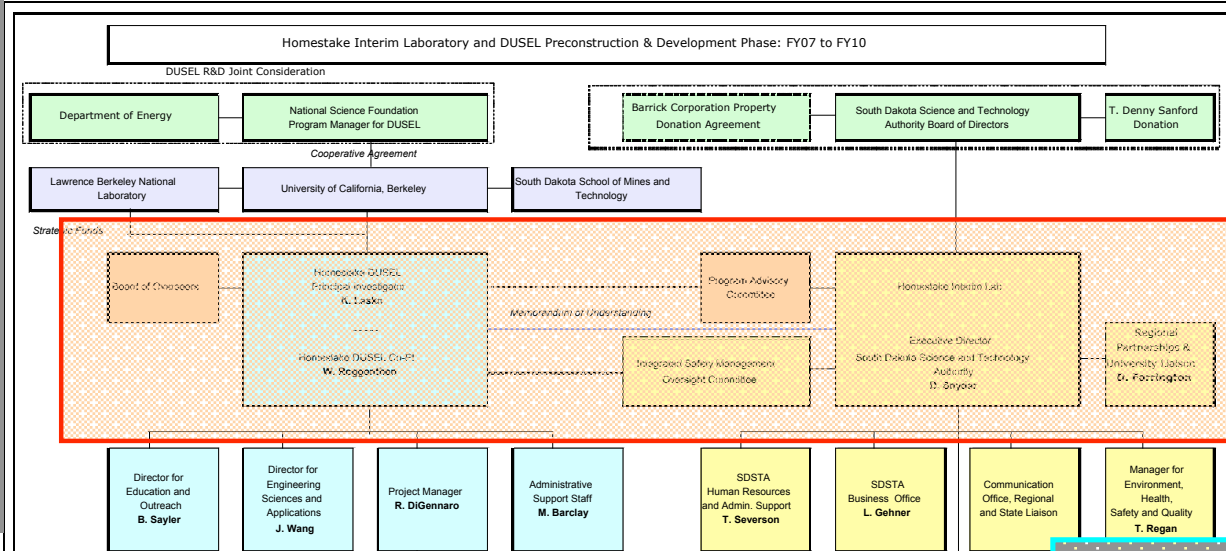 Homestake Interim Laboratory and DUSEL Preconstruction & Development Phase: FY07 to FY10
DUSEL R&D Joint Consideration
Department of Energy
National Science Foundation
Program Manager for DUSEL
Barrick Corporation Property
Donation Agreement
South Dakota Science and Technology
Authority Board of Directors
T. Denny Sanford
Donation
Cooperative Agreement
Lawrence Berkeley National
Laboratory
University of California, Berkeley
South Dakota School of Mines and
Technology
Strategic Funds
Board of Overseers
Homestake DUSEL
Principal Investigator
K. Lesko
-----
Homestake DUSEL Co-PI
W. Roggenthen
Program Advisory
Committee
Memorandum of Understanding
Integrated Safety Management
Oversight Committee
Homestake Interim Lab
Executive Director
South Dakota Science and Technology
Authority
D. Snyder
Regional
Partnerships &
University Liaison
D. Farrington
Director for
Education and
Outreach
B. Sayler
Director for
Engineering
Sciences and
Applications
J. Wang
Project Manager
R. DiGennaro
Administrative
Support Staff
M. Barclay
SDSTA
Human Resources
and Admin. Support
T. Severson
SDSTA
Business Office
L. Gehner
Communication
Office, Regional
and State Liaison
Manager for
Environment,
Health,
Safety and Quality
T. Regan